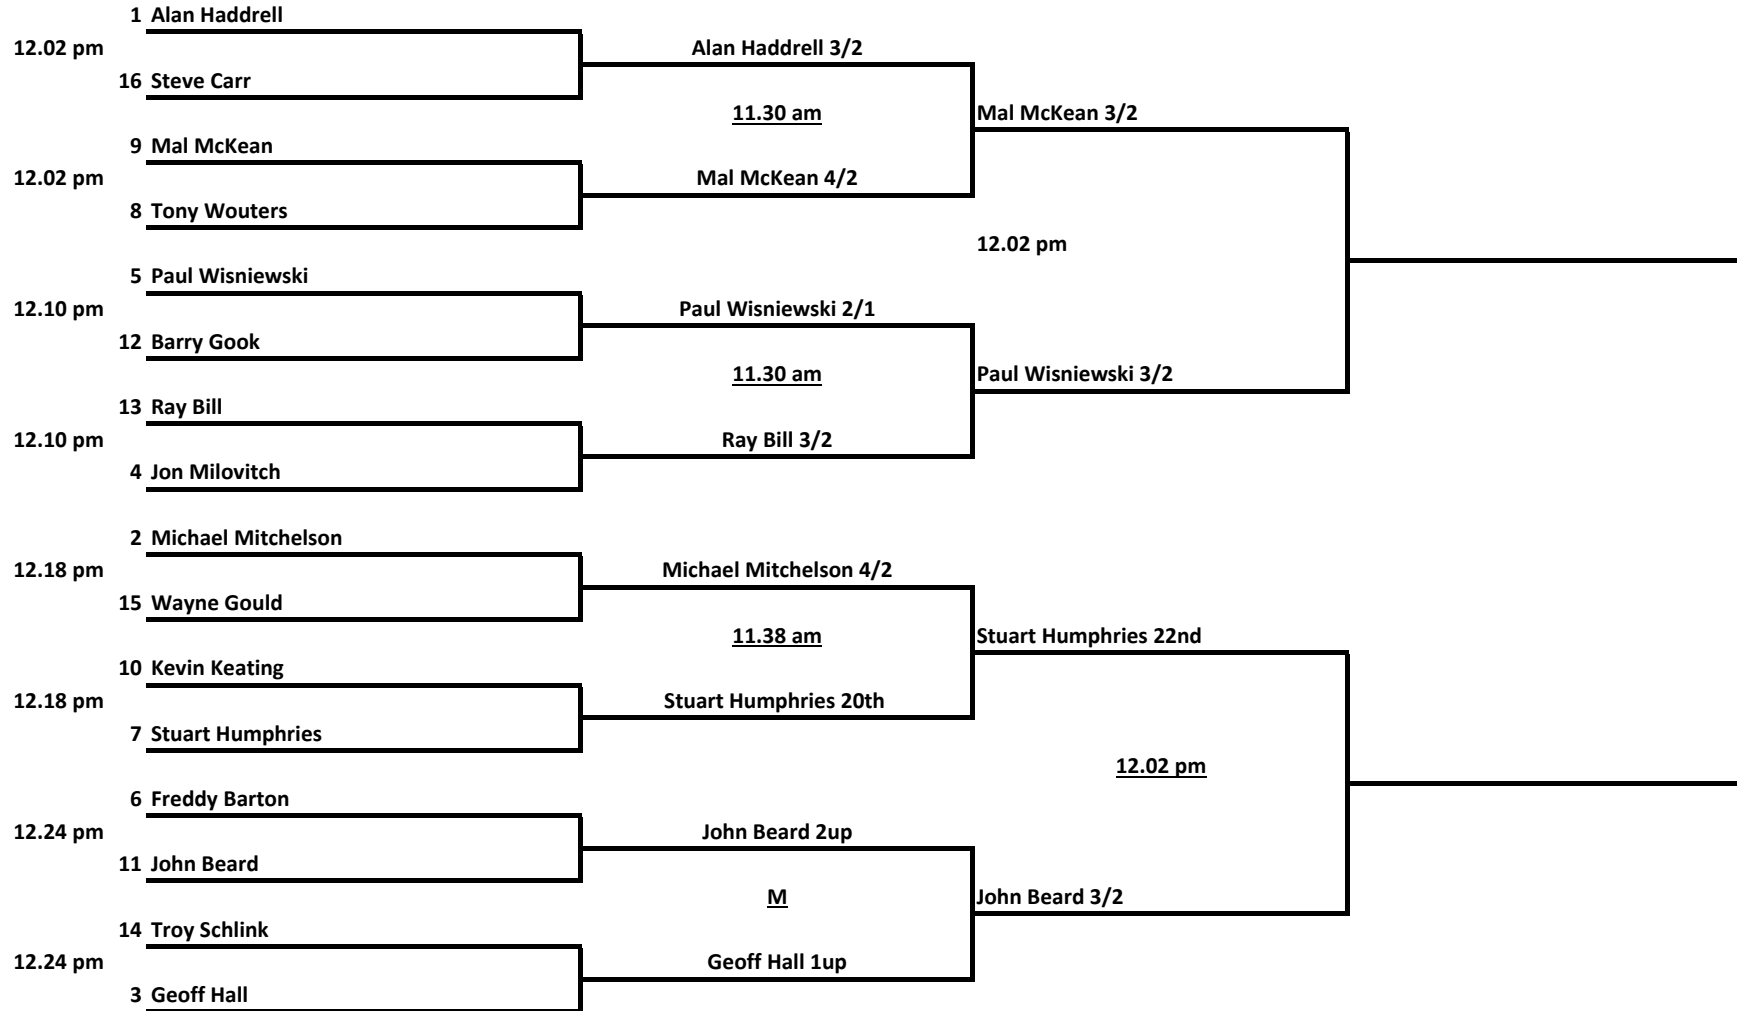 1 Alan Haddrell
12.02 pm
Alan Haddrell 3/2
16 Steve Carr
11.30 am
Mal McKean 3/2
9 Mal McKean
12.02 pm
Mal McKean 4/2
8 Tony Wouters
12.02 pm
5 Paul Wisniewski
12.10 pm
Paul Wisniewski 2/1
12 Barry Gook
11.30 am
Paul Wisniewski 3/2
13 Ray Bill
12.10 pm
Ray Bill 3/2
4 Jon Milovitch
2 Michael Mitchelson
12.18 pm
Michael Mitchelson 4/2
15 Wayne Gould
11.38 am
Stuart Humphries 22nd
10 Kevin Keating
12.18 pm
Stuart Humphries 20th
7 Stuart Humphries
12.02 pm
6 Freddy Barton
12.24 pm
John Beard 2up
11 John Beard
M
John Beard 3/2
14 Troy Schlink
12.24 pm
Geoff Hall 1up
3 Geoff Hall